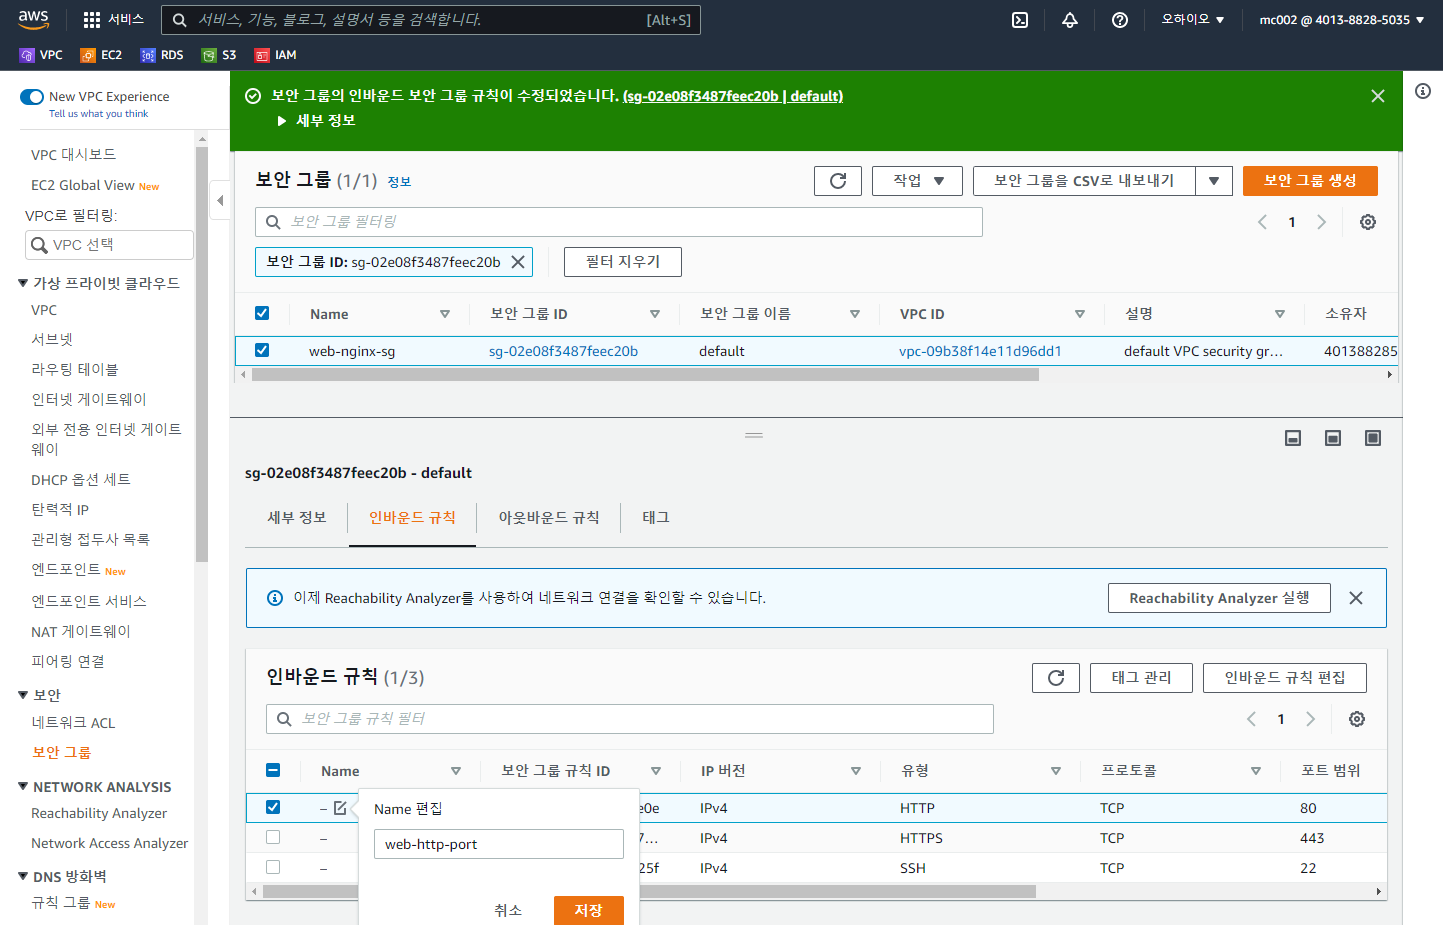 aws
서비스
서비스, 기능, 블로그, 설명서 등을 검색합니다.
[Alt+S]
오하이오 ▼
mc002 @ 4013-8828-5035 ▼
VPC
EC2
RDS
S3
IAM
New VPC Experience
Tell us what you think
VPC 대시보드
EC2 Global View New
VPC로 필터링:
VPC 선택
가상 프라이빗 클라우드
VPC
서브넷
라우팅 테이블
인터넷 게이트웨이
외부 전용 인터넷 게이트
웨이
DHCP 옵션 세트
탄력적 IP
관리형 접두사 목록
엔드포인트 New
엔드포인트 서비스
NAT 게이트웨이
피어링 연결
보안
네트워크 ACL
보안 그룹
NETWORK ANALYSIS
Reachability Analyzer
Network Access Analyzer
DNS 방화벽
규칙 그룹 New
보안 그룹의 인바운드 보안 그룹 규칙이 수정되었습니다. (sg-02e08f3487feec20b | default)
▶ 세부 정보
보안 그룹 (1/1) 정보
작업 ▼
보안 그룹을 CSV로 내보내기
보안 그룹 생성
보안 그룹 필터링
1
보안 그룹 ID: sg-02e08f3487feec20b
필터 지우기
Name
보안 그룹 ID
보안 그룹 이름
VPC ID
설명
소유자
web-nginx-sg
sg-02e08f3487feec20b
default
vpc-09b38f14e11d96dd1
default VPC security gr...
401388285
sg-02e08f3487feec20b - default
세부 정보
인바운드 규칙
아웃바운드 규칙
태그
이제 Reachability Analyzer를 사용하여 네트워크 연결을 확인할 수 있습니다.
Reachability Analyzer 실행
인바운드 규칙 (1/3)
태그 관리
인바운드 규칙 편집
보안 그룹 규칙 필터
1
Name
보안 그룹 규칙 ID
IP 버전
유형
프로토콜
포트 범위
–
e0e
IPv4
HTTP
TCP
80
–
7...
IPv4
HTTPS
TCP
443
–
25f
IPv4
SSH
TCP
22
Name 편집
web-http-port
취소
저장